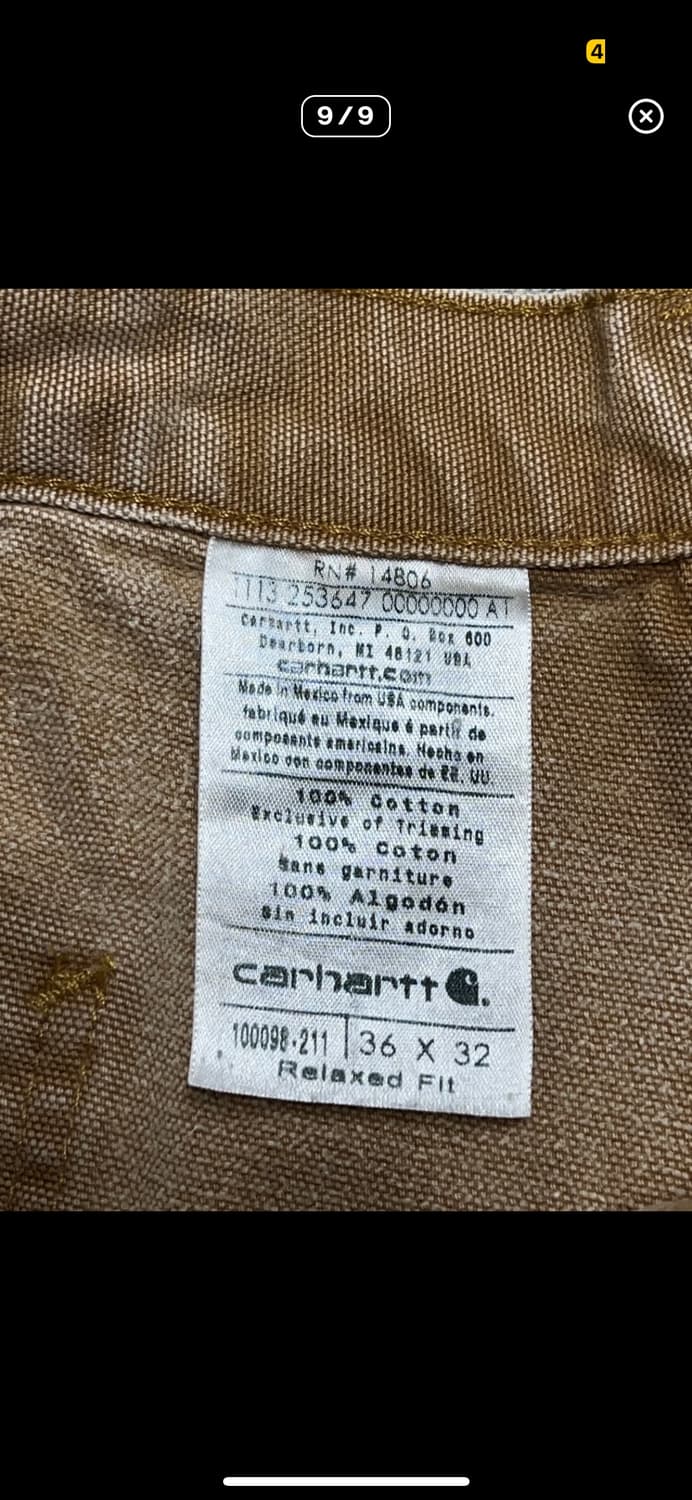 4
9/9
RN# 14806
1113 253647 00000000 A1
Carhartt, Inc. P. O. Box 600
Dearborn, MI 48121 USA
carhartt.com
Made in Mexico from USA components.
fabriqué au Mexique é partir de
composants américains. Hecho en
Mexico con componentes de EE. UU.
100% Cotton
Exclusive of Trimming
100% Coton
Sans garniture
100% Algodón
Sin incluir adorno
carhartt
100098-211 36 X 32
Relaxed Fit